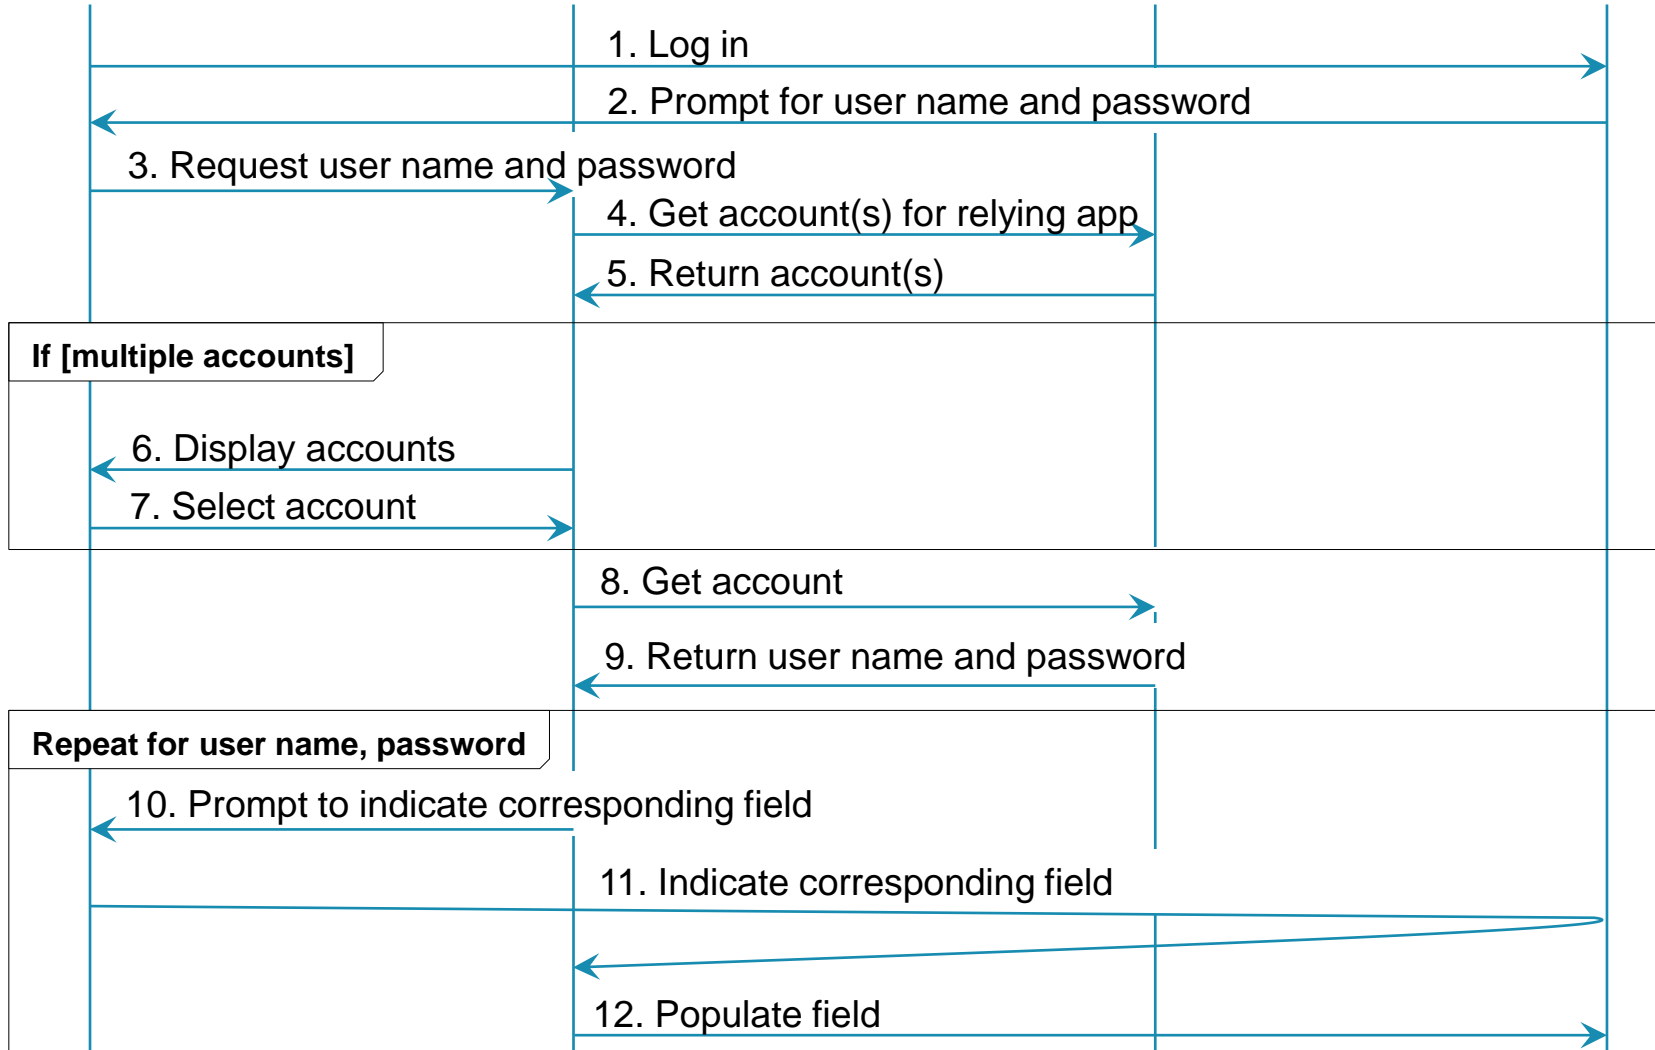 1. Log in
2. Prompt for user name and password
3. Request user name and password
4. Get account(s) for relying app
5. Return account(s)
If [multiple accounts]
6. Display accounts
7. Select account
8. Get account
9. Return user name and password
Repeat for user name, password
10. Prompt to indicate corresponding field
11. Indicate corresponding field
12. Populate field